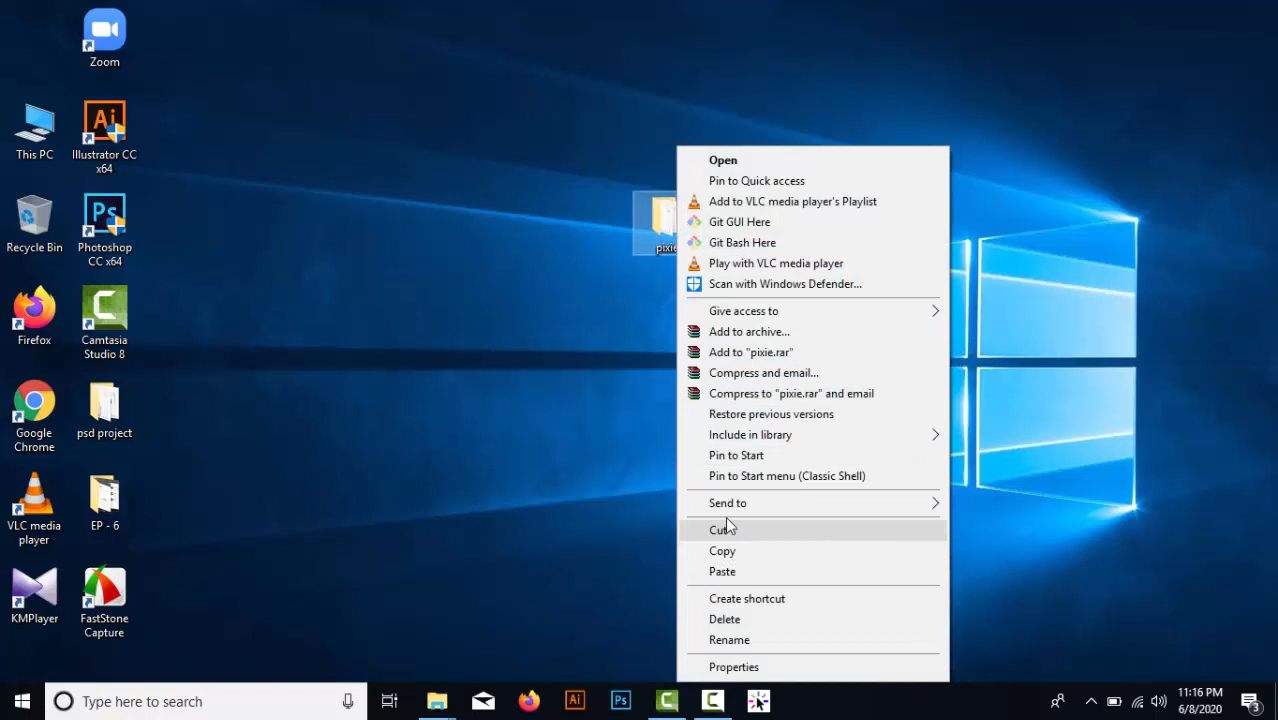 Zoom
This PC
Illustrator CC
x64
Recycle Bin
Photoshop
CC x64
Firefox
Camtasia
Studio 8
Google
Chrome
psd project
VLC media
player
EP - 6
KMPlayer
FastStone
Capture
pixie
Open
Pin to Quick access
Add to VLC media player's Playlist
Git GUI Here
Git Bash Here
Play with VLC media player
Scan with Windows Defender...
Give access to
Add to archive...
Add to "pixie.rar"
Compress and email...
Compress to "pixie.rar" and email
Restore previous versions
Include in library
Pin to Start
Pin to Start menu (Classic Shell)
Send to
Cut
Copy
Paste
Create shortcut
Delete
Rename
Properties
Type here to search
Ai
Ps
11:16 PM
6/8/2020
3